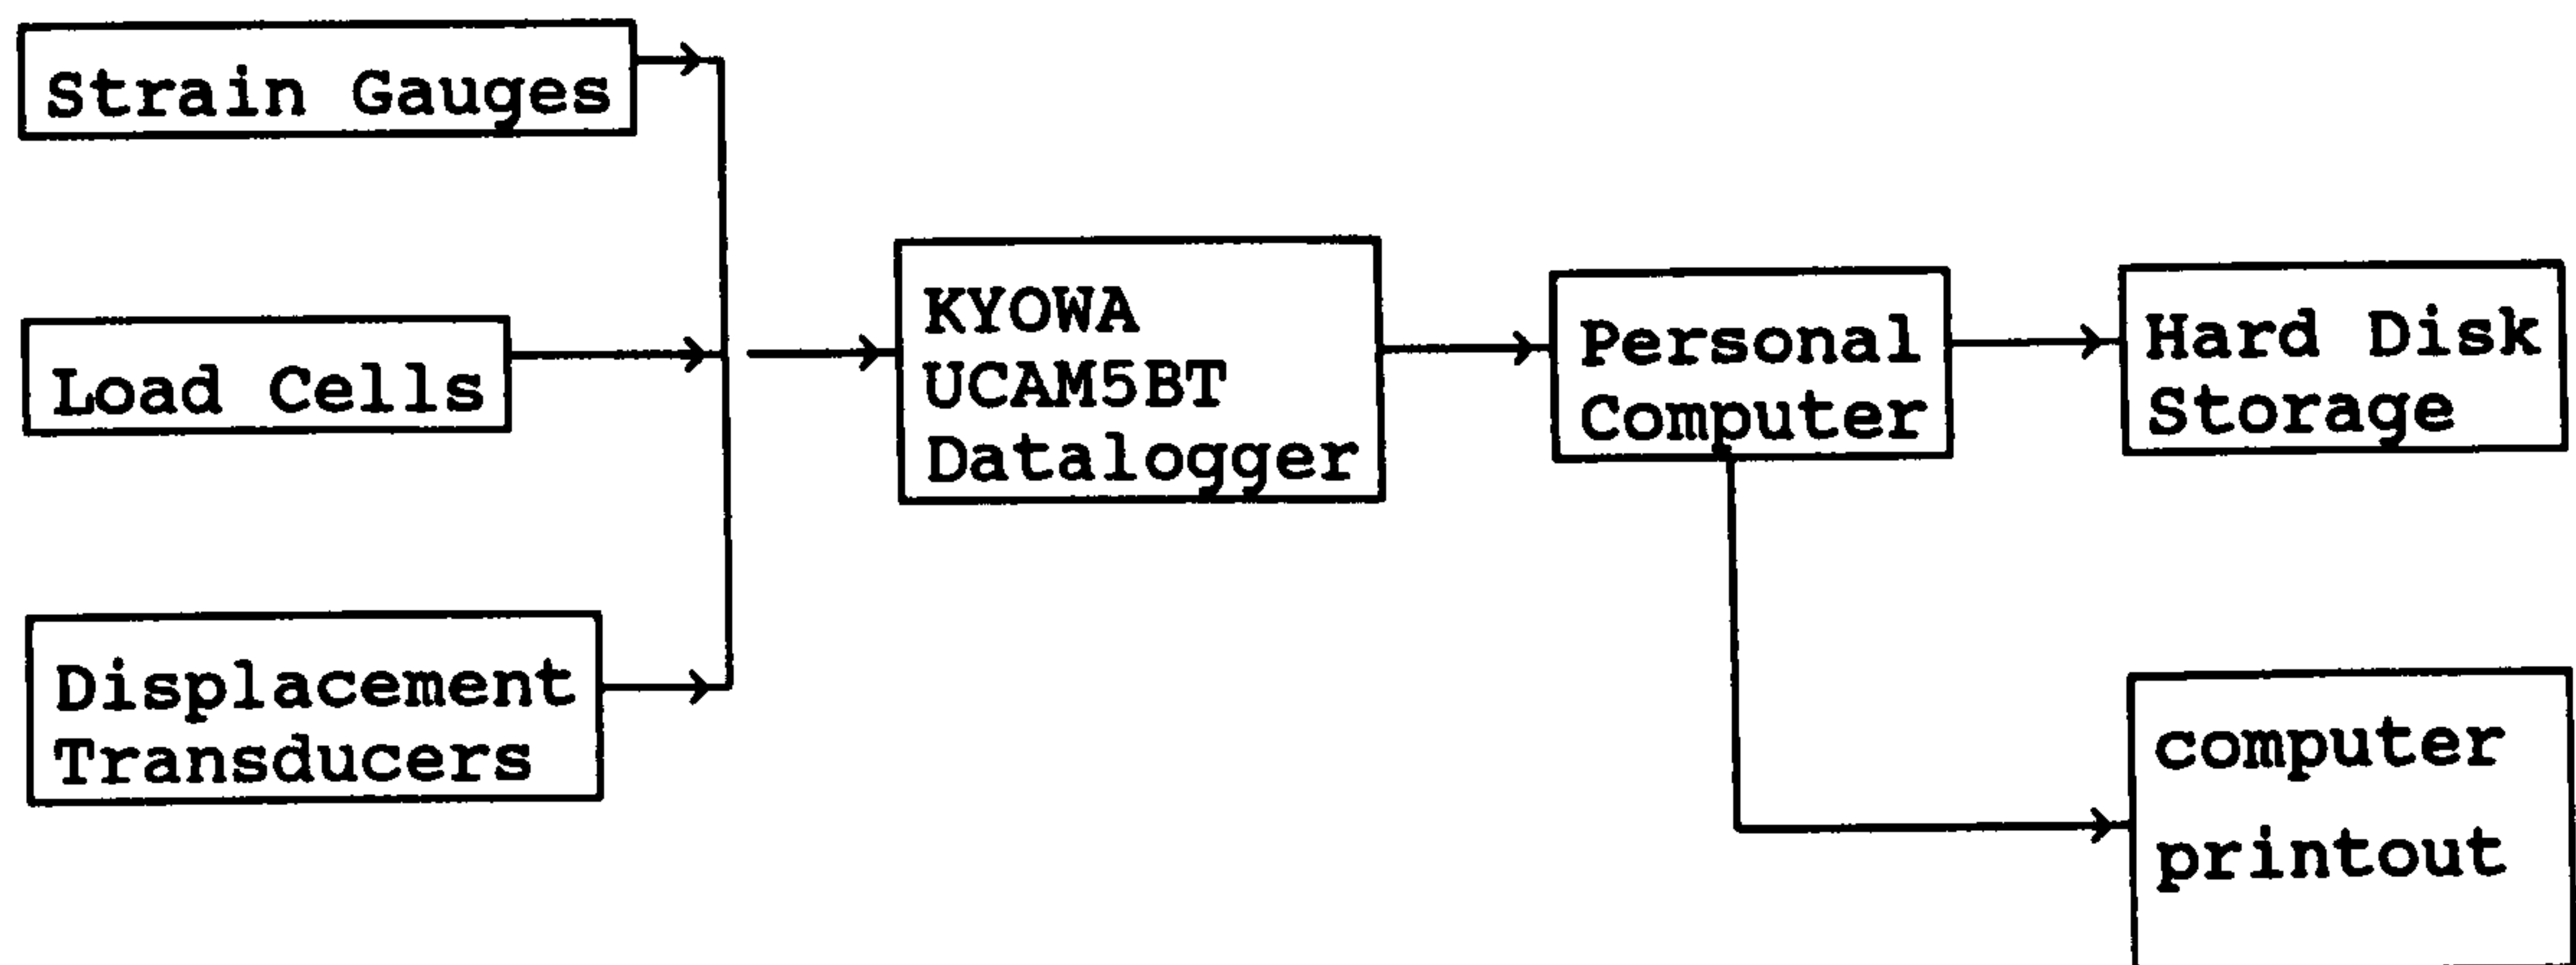 Strain Gauges
Load Cells
Displacement
Transducers
KYOWA
UCAM5BT
Datalogger
Personal
Computer
Hard Disk
Storage
computer
printout